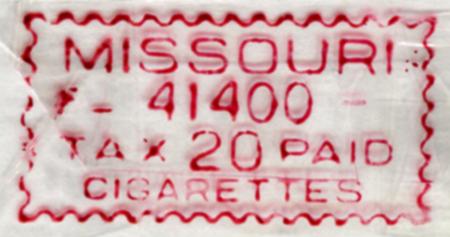 MISSOURI
- 41400 -
TAX 20 PAID
CIGARETTES